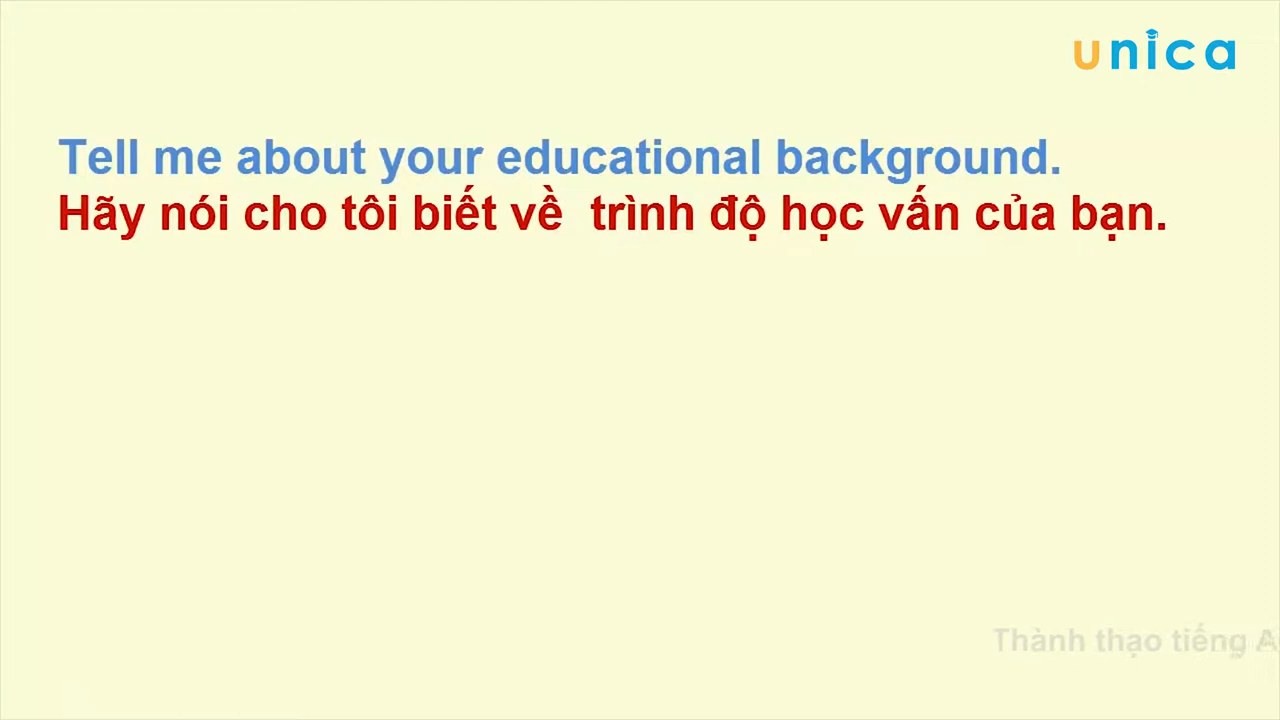 unica
Tell me about your educational background.
Hãy nói cho tôi biết về  trình độ học vấn của bạn.
Thành thạo tiếng A